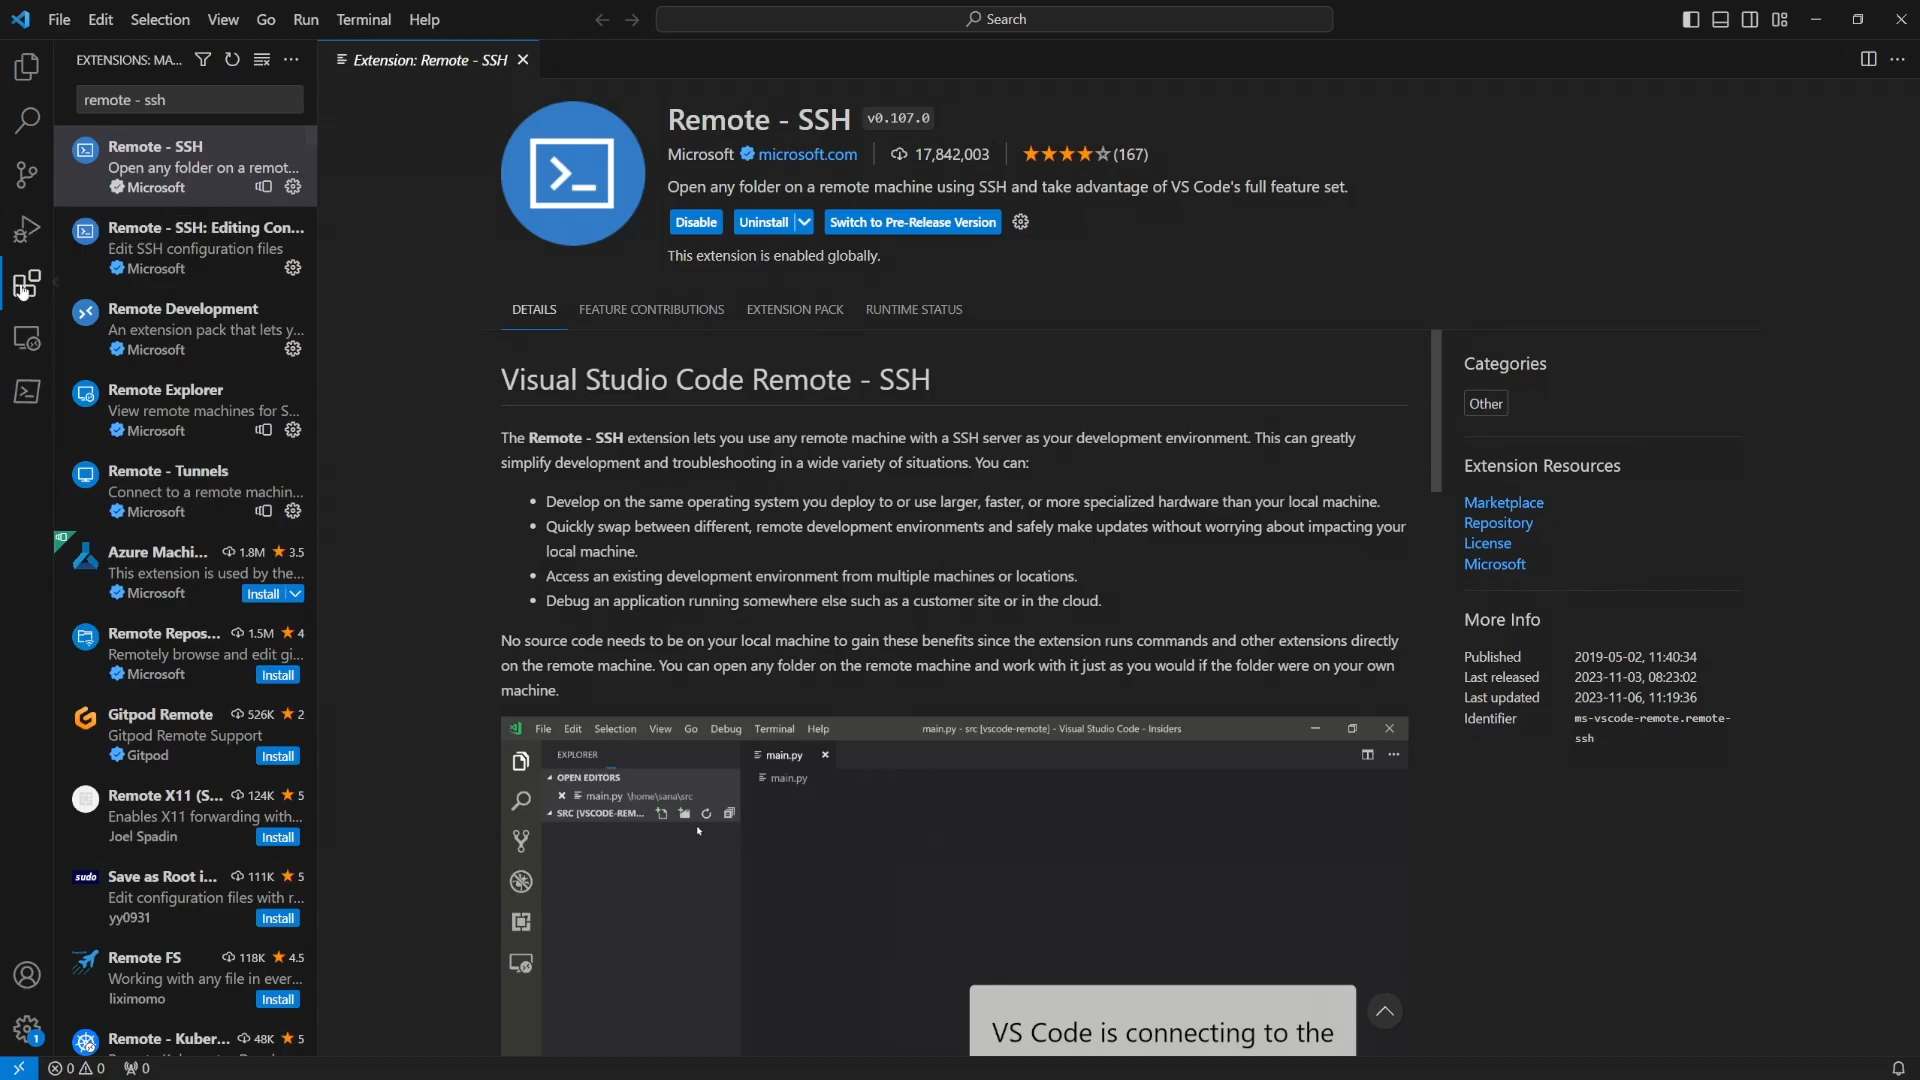 File Edit Selection View Go Run Terminal Help
Search
EXTENSIONS: MA...
remote - ssh
Remote - SSH
Open any folder on a remot...
Microsoft
Remote - SSH: Editing Con...
Edit SSH configuration files
Microsoft
Remote Development
An extension pack that lets y...
Microsoft
Remote Explorer
View remote machines for S...
Microsoft
Remote - Tunnels
Connect to a remote machin...
Microsoft
Azure Machi... 1.8M 3.5
This extension is used by the...
Microsoft Install
Remote Repos... 1.5M 4
Remotely browse and edit gi...
Microsoft Install
Gitpod Remote 526K 2
Gitpod Remote Support
Gitpod Install
Remote X11 (S... 124K 5
Enables X11 forwarding with...
Joel Spadin Install
sudo Save as Root i... 111K 5
Edit configuration files with r...
yy0931 Install
Remote FS 118K 4.5
Working with any file in ever...
liximomo Install
Remote - Kuber... 48K 5
1
0 0 0
Extension: Remote - SSH
Remote - SSH v0.107.0
Microsoft microsoft.com 17,842,003 (167)
Open any folder on a remote machine using SSH and take advantage of VS Code's full feature set.
Disable Uninstall Switch to Pre-Release Version
This extension is enabled globally.
DETAILS FEATURE CONTRIBUTIONS EXTENSION PACK RUNTIME STATUS
Visual Studio Code Remote - SSH
The Remote - SSH extension lets you use any remote machine with a SSH server as your development environment. This can greatly
simplify development and troubleshooting in a wide variety of situations. You can:
• Develop on the same operating system you deploy to or use larger, faster, or more specialized hardware than your local machine.
• Quickly swap between different, remote development environments and safely make updates without worrying about impacting your
local machine.
• Access an existing development environment from multiple machines or locations.
• Debug an application running somewhere else such as a customer site or in the cloud.
No source code needs to be on your local machine to gain these benefits since the extension runs commands and other extensions directly
on the remote machine. You can open any folder on the remote machine and work with it just as you would if the folder were on your own
machine.
File Edit Selection View Go Debug Terminal Help main.py - src [vscode-remote] - Visual Studio Code - Insiders
EXPLORER
OPEN EDITORS
main.py \home\sana\src
SRC [VSCODE-REM...
main.py
main.py
VS Code is connecting to the
Categories
Other
Extension Resources
Marketplace
Repository
License
Microsoft
More Info
Published 2019-05-02, 11:40:34
Last released 2023-11-03, 08:23:02
Last updated 2023-11-06, 11:19:36
Identifier ms-vscode-remote.remote-
ssh